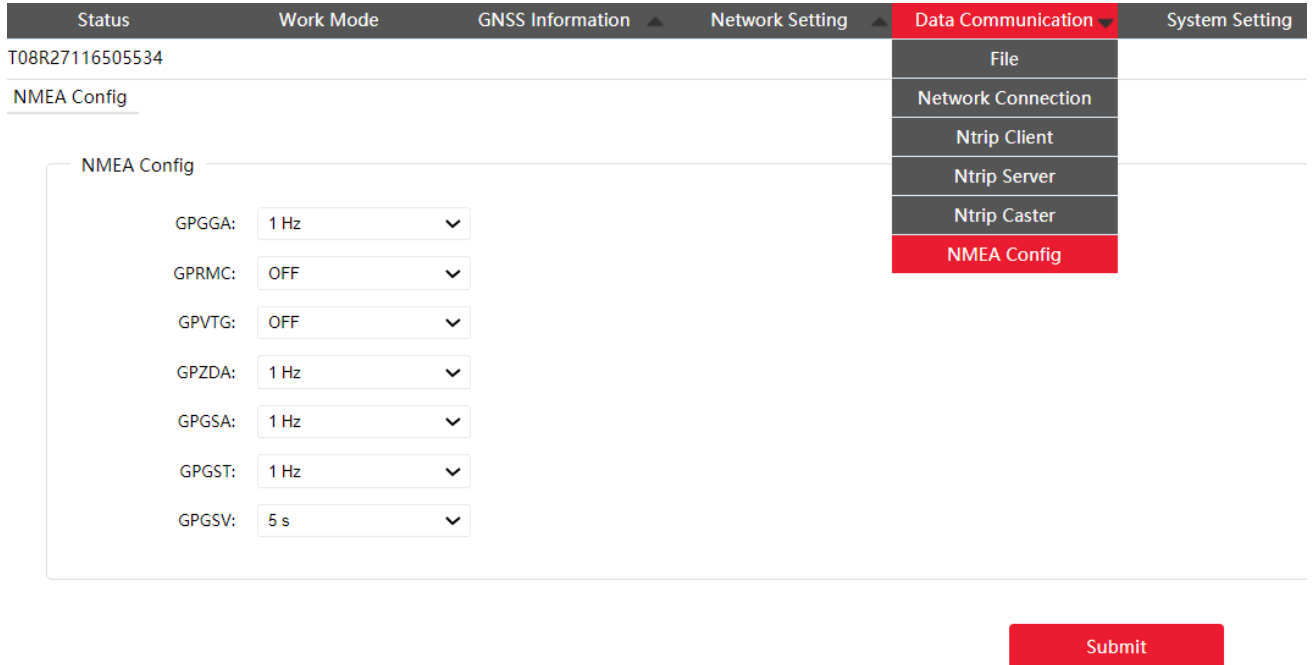 Status Work Mode GNSS Information Network Setting Data Communication System Setting
T08R27116505534
File
NMEA Config
Network Connection
Ntrip Client
NMEA Config
Ntrip Server
GPGGA: 1 Hz
Ntrip Caster
NMEA Config
GPRMC: OFF
GPVTG: OFF
GPZDA: 1 Hz
GPGSA: 1 Hz
GPGST: 1 Hz
GPGSV: 5 s
Submit